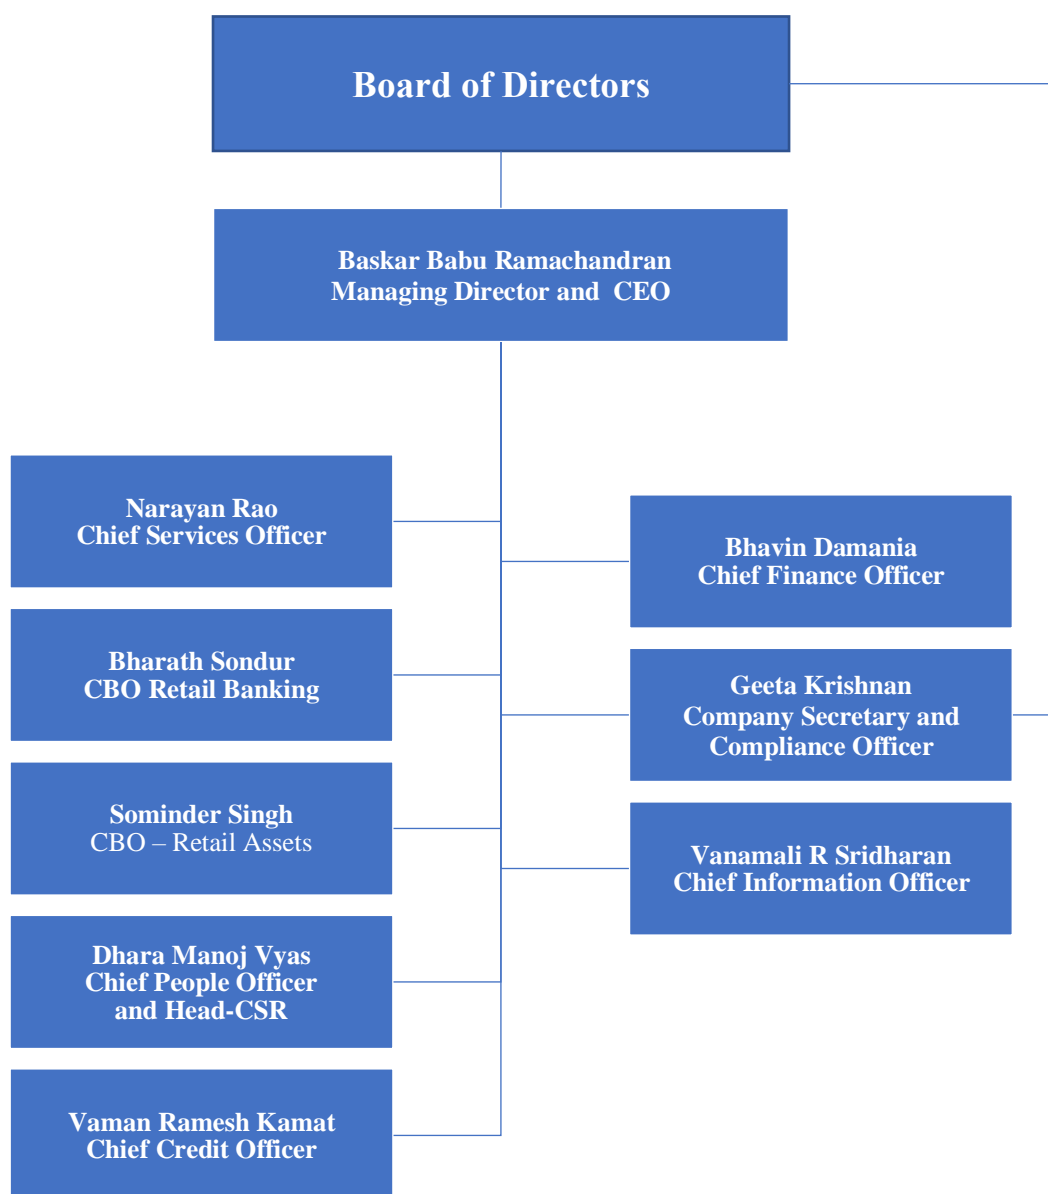 Board of Directors
Baskar Babu Ramachandran
Managing Director and  CEO
Narayan Rao
Chief Services Officer
Bhavin Damania
Chief Finance Officer
Bharath Sondur
CBO Retail Banking
Geeta Krishnan
Company Secretary and
Compliance Officer
Sominder Singh
CBO – Retail Assets
Vanamali R Sridharan
Chief Information Officer
Dhara Manoj Vyas
Chief People Officer
and Head-CSR
Vaman Ramesh Kamat
Chief Credit Officer